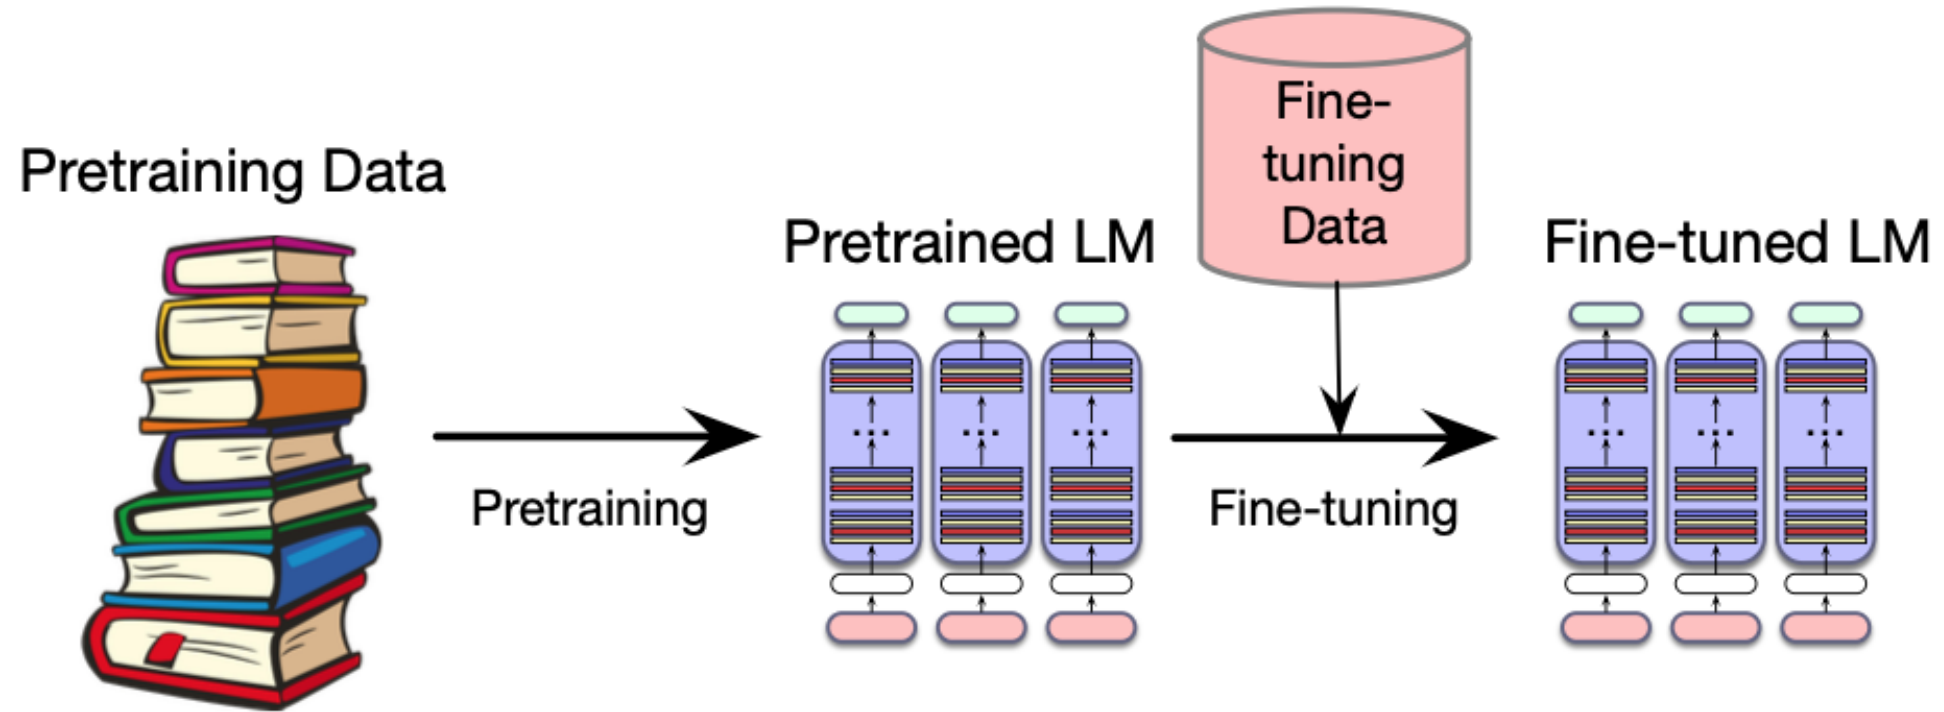 Pretraining Data
Pretraining
Pretrained LM
Fine-
tuning
Data
Fine-tuning
Fine-tuned LM